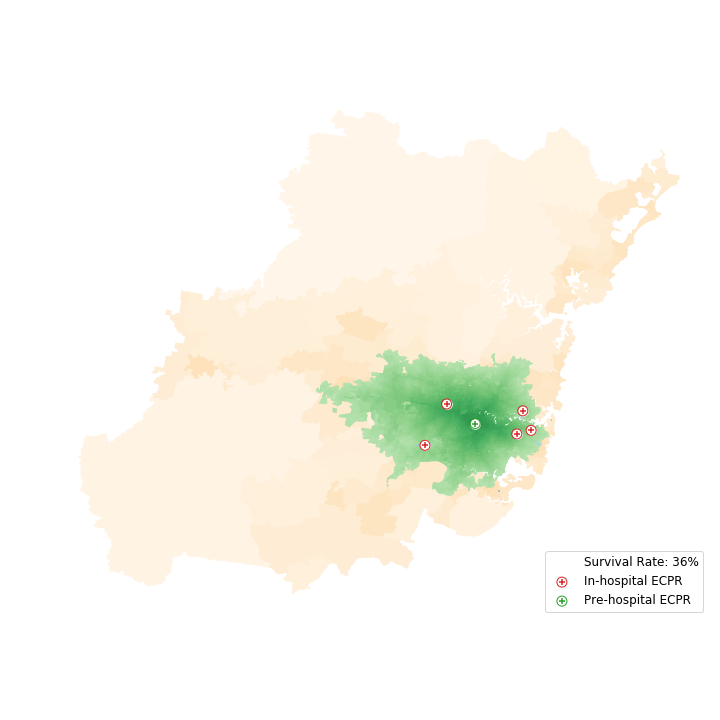 Survival Rate: 36%
In-hospital ECPR
Pre-hospital ECPR